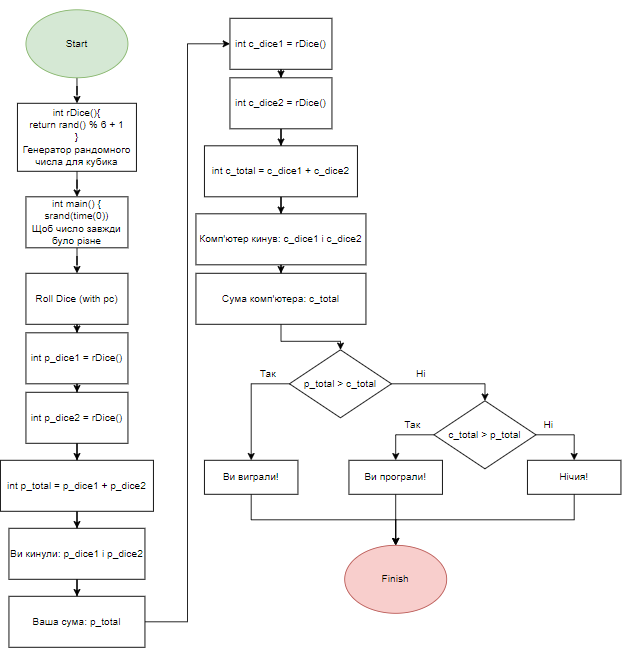 Start
int rDice(){
return rand() % 6 + 1
}
Генератор рандомного
числа для кубика
int main() {
srand(time(0))
Щоб число завжди
було різне
Roll Dice (with pc)
int p_dice1 = rDice()
int p_dice2 = rDice()
int p_total = p_dice1 + p_dice2
Ви кинули: p_dice1 і p_dice2
Ваша сума: p_total
int c_dice1 = rDice()
int c_dice2 = rDice()
int c_total = c_dice1 + c_dice2
Комп'ютер кинув: c_dice1 і c_dice2
Сума комп'ютера: c_total
p_total > c_total
Так
Ні
c_total > p_total
Так
Ні
Ви виграли!
Ви програли!
Нічия!
Finish